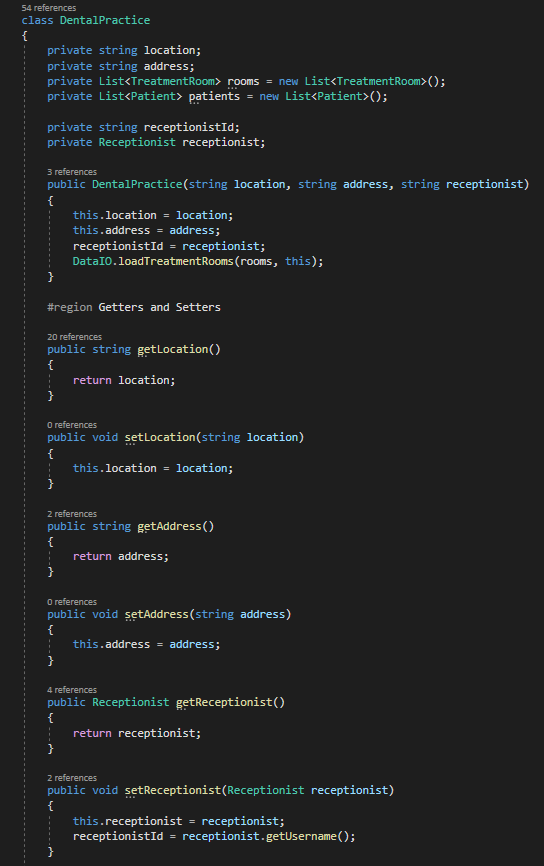 54 references
class DentalPractice
{
private string location;
private string address;
private List<TreatmentRoom> rooms = new List<TreatmentRoom>();
private List<Patient> patients = new List<Patient>();
private string receptionistId;
private Receptionist receptionist;
3 references
public DentalPractice(string location, string address, string receptionist)
{
this.location = location;
this.address = address;
receptionistId = receptionist;
DataIO.loadTreatmentRooms(rooms, this);
}
#region Getters and Setters
20 references
public string getLocation()
{
return location;
}
0 references
public void setLocation(string location)
{
this.location = location;
}
2 references
public string getAddress()
{
return address;
}
0 references
public void setAddress(string address)
{
this.address = address;
}
4 references
public Receptionist getReceptionist()
{
return receptionist;
}
2 references
public void setReceptionist(Receptionist receptionist)
{
this.receptionist = receptionist;
receptionistId = receptionist.getUsername();
}